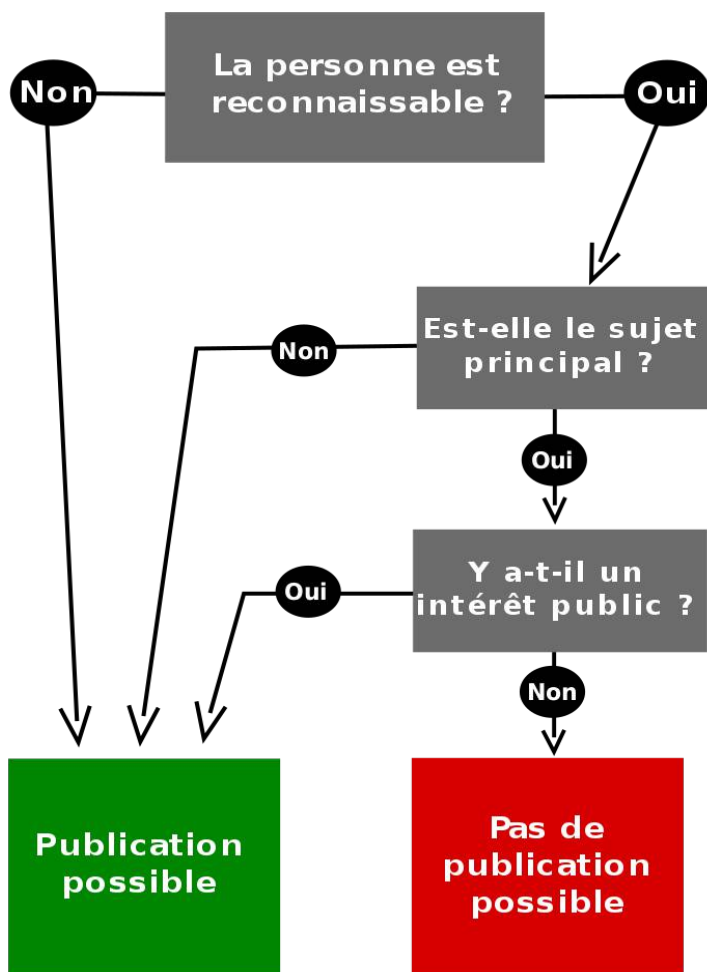 La personne est
reconnaissable ?
Non
Oui
Est-elle le sujet
principal ?
Non
Oui
Y a-t-il un
intérêt public ?
Oui
Non
Publication
possible
Pas de
publication
possible